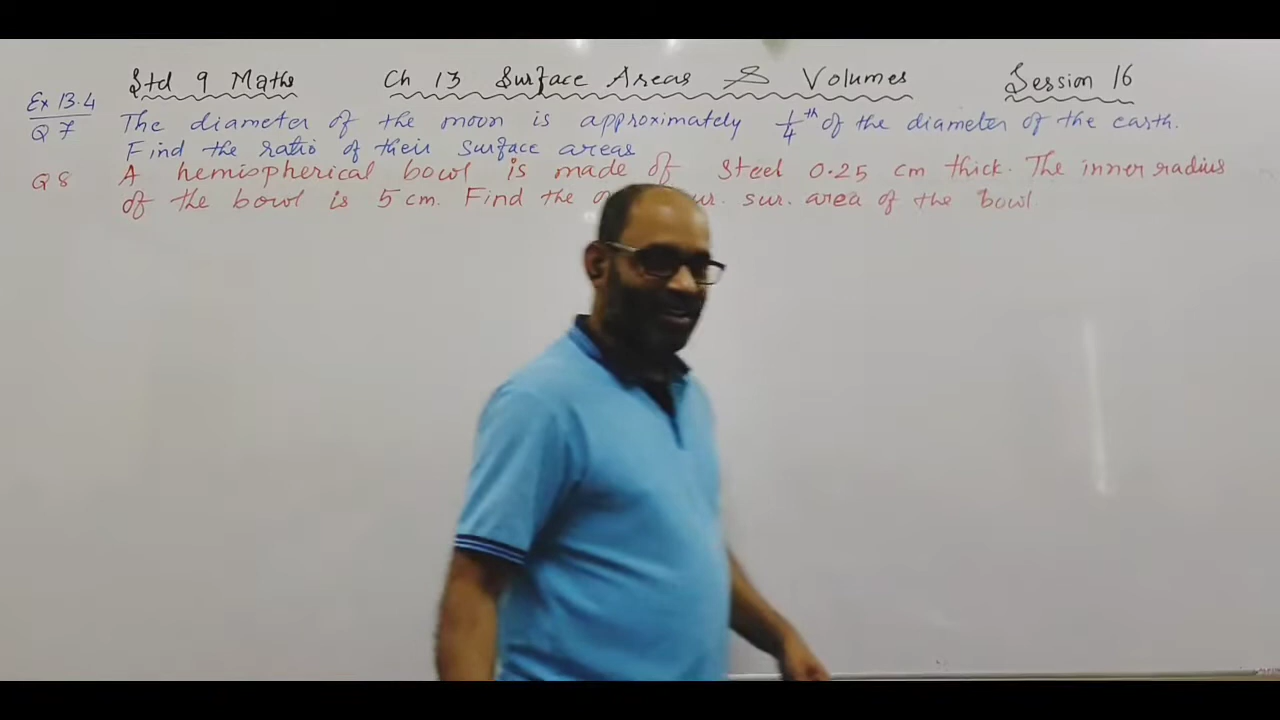 Std 9 Maths Ch 13 Surface Areas & Volumes Session 16
Ex 13.4
Q 7 The diameter of the moon is approximately 1/4th of the diameter of the earth.
Find the ratio of their surface areas
Q 8 A hemispherical bowl is made of Steel 0.25 cm thick. The inner radius
of the bowl is 5 cm. Find the sur. area of the bowl.